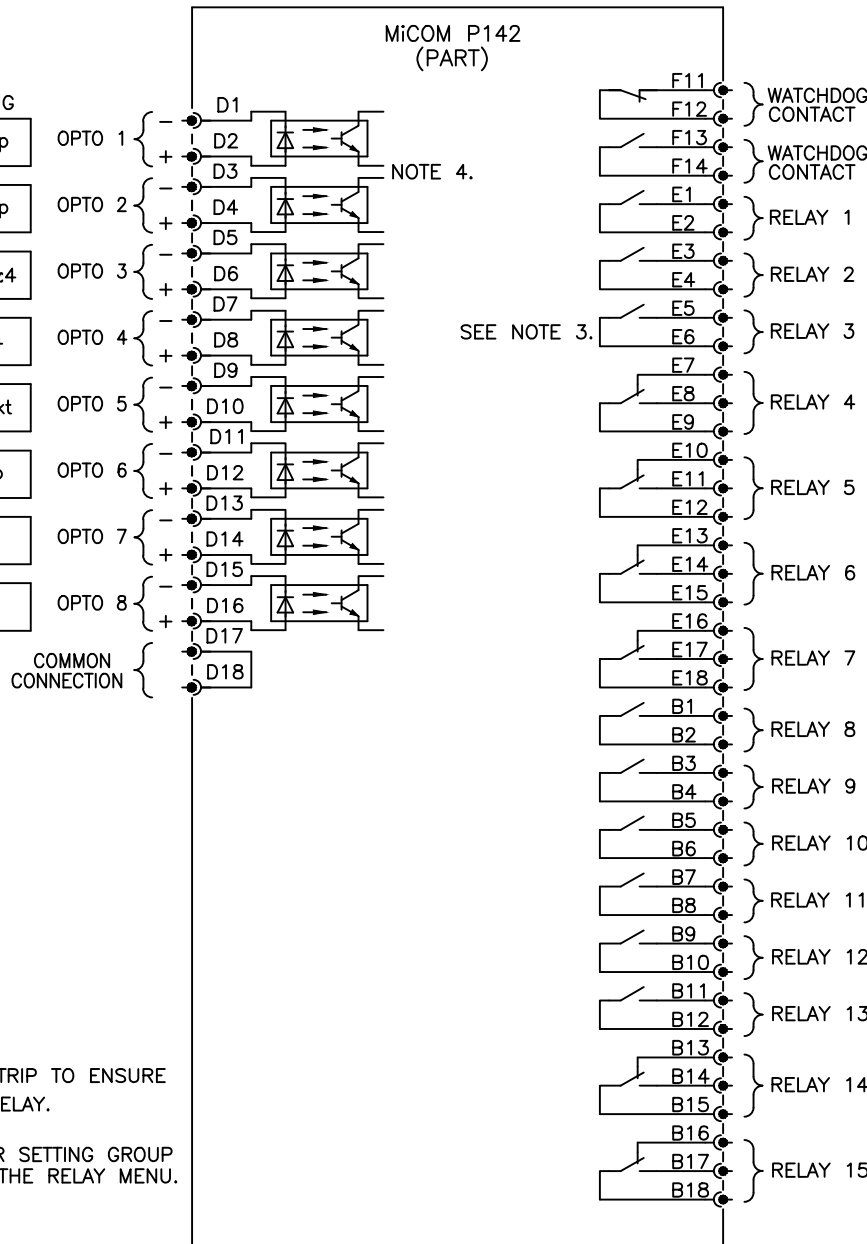 MiCOM P142
(PART)
G
p
p
:4
kt
OPTO 1
− D1
+ D2
OPTO 2
− D3
+ D4
OPTO 3
− D5
+ D6
OPTO 4
− D7
+ D8
OPTO 5
− D9
+ D10
OPTO 6
− D11
+ D12
OPTO 7
− D13
+ D14
OPTO 8
− D15
+ D16
COMMON
CONNECTION
D17
D18
NOTE 4.
SEE NOTE 3.
F11
F12
WATCHDOG
CONTACT
F13
F14
WATCHDOG
CONTACT
E1
E2
RELAY 1
E3
E4
RELAY 2
E5
E6
RELAY 3
E7
E8
E9
RELAY 4
E10
E11
E12
RELAY 5
E13
E14
E15
RELAY 6
E16
E17
E18
RELAY 7
B1
B2
RELAY 8
B3
B4
RELAY 9
B5
B6
RELAY 10
B7
B8
RELAY 11
B9
B10
RELAY 12
B11
B12
RELAY 13
B13
B14
B15
RELAY 14
B16
B17
B18
RELAY 15
TRIP TO ENSURE
ELAY.
R SETTING GROUP
THE RELAY MENU.